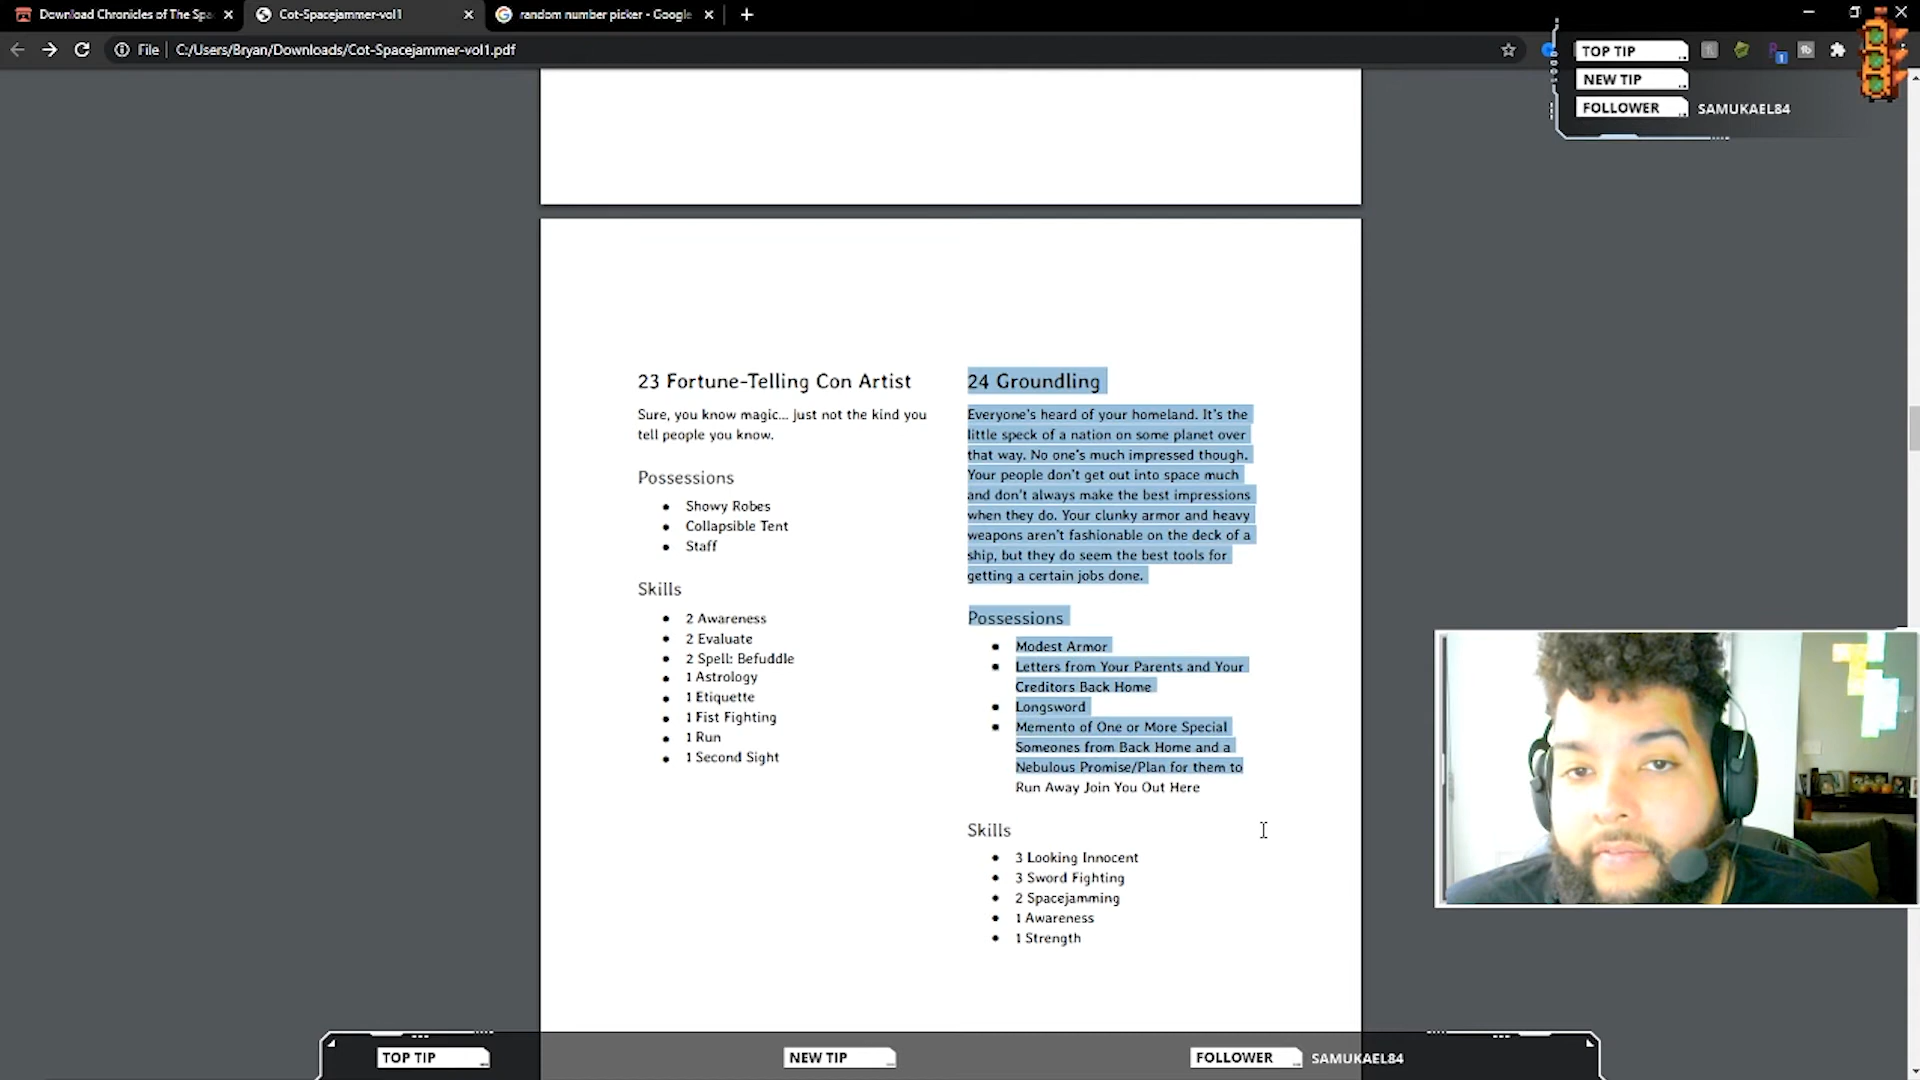 Download Chronicles of The Spa
Cot-Spacejammer-vol1
random number picker - Google
File
C:/Users/Bryan/Downloads/Cot-Spacejammer-vol1.pdf
TOP TIP
NEW TIP
FOLLOWER SAMUKAEL84
23 Fortune-Telling Con Artist
Sure, you know magic... just not the kind you
tell people you know.
Possessions
• Showy Robes
• Collapsible Tent
• Staff
Skills
• 2 Awareness
• 2 Evaluate
• 2 Spell: Befuddle
• 1 Astrology
• 1 Etiquette
• 1 Fist Fighting
• 1 Run
• 1 Second Sight
24 Groundling
Everyone's heard of your homeland. It's the
little speck of a nation on some planet over
that way. No one's much impressed though.
Your people don't get out into space much
and don't always make the best impressions
when they do. Your clunky armor and heavy
weapons aren't fashionable on the deck of a
ship, but they do seem the best tools for
getting a certain jobs done.
Possessions
• Modest Armor
• Letters from Your Parents and Your
Creditors Back Home
• Longsword
• Memento of One or More Special
Someones from Back Home and a
Nebulous Promise/Plan for them to
Run Away Join You Out Here
Skills
• 3 Looking Innocent
• 3 Sword Fighting
• 2 Spacejamming
• 1 Awareness
• 1 Strength
TOP TIP
NEW TIP
FOLLOWER SAMUKAEL84